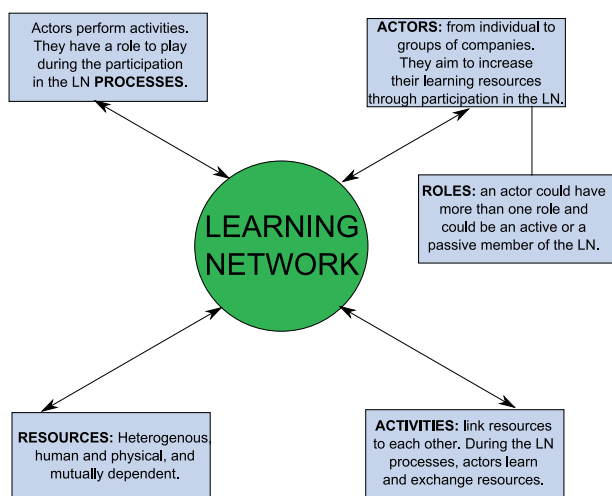 Actors perform activities.
They have a role to play
during the participation
in the LN PROCESSES.
ACTORS: from individual to
groups of companies.
They aim to increase
their learning resources
through participation in the LN.
ROLES: an actor could have
more than one role and
could be an active or a
passive member of the LN.
LEARNING
NETWORK
RESOURCES: Heterogenous,
human and physical, and
mutually dependent.
ACTIVITIES: link resources
to each other. During the LN
processes, actors learn
and exchange resources.